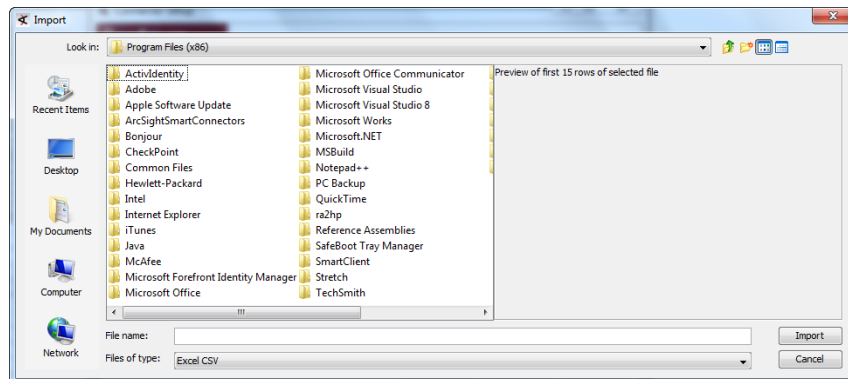 Import
Look in: Program Files (x86)
Recent Items
Desktop
My Documents
Computer
Network
ActivIdentity
Adobe
Apple Software Update
ArcSightSmartConnectors
Bonjour
CheckPoint
Common Files
Hewlett-Packard
Intel
Internet Explorer
iTunes
Java
McAfee
Microsoft Forefront Identity Manager
Microsoft Office
Microsoft Office Communicator
Microsoft Visual Studio
Microsoft Visual Studio 8
Microsoft Works
Microsoft.NET
MSBuild
Notepad++
PC Backup
QuickTime
ra2hp
Reference Assemblies
SafeBoot Tray Manager
SmartClient
Stretch
TechSmith
Preview of first 15 rows of selected file
File name:
Import
Files of type: Excel CSV
Cancel